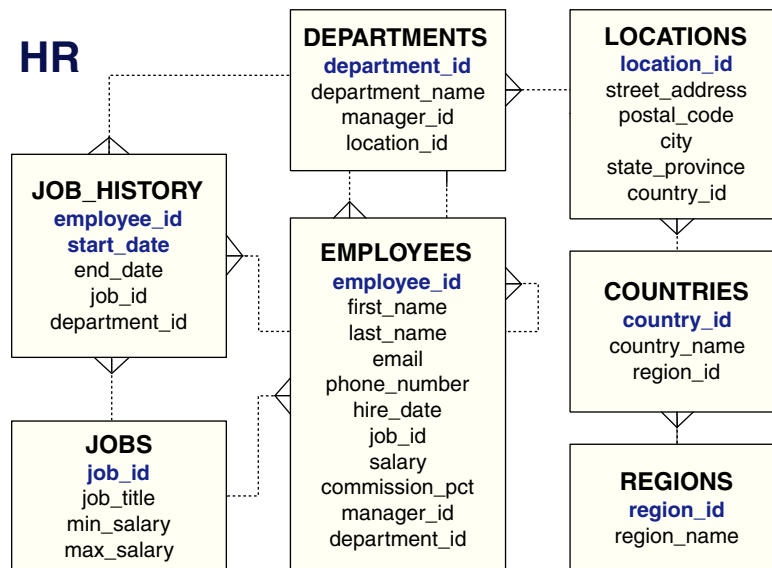 HR
DEPARTMENTS
department_id
department_name
manager_id
location_id
LOCATIONS
location_id
street_address
postal_code
city
state_province
country_id
JOB_HISTORY
employee_id
start_date
end_date
job_id
department_id
EMPLOYEES
employee_id
first_name
last_name
email
phone_number
hire_date
job_id
salary
commission_pct
manager_id
department_id
COUNTRIES
country_id
country_name
region_id
JOBS
job_id
job_title
min_salary
max_salary
REGIONS
region_id
region_name